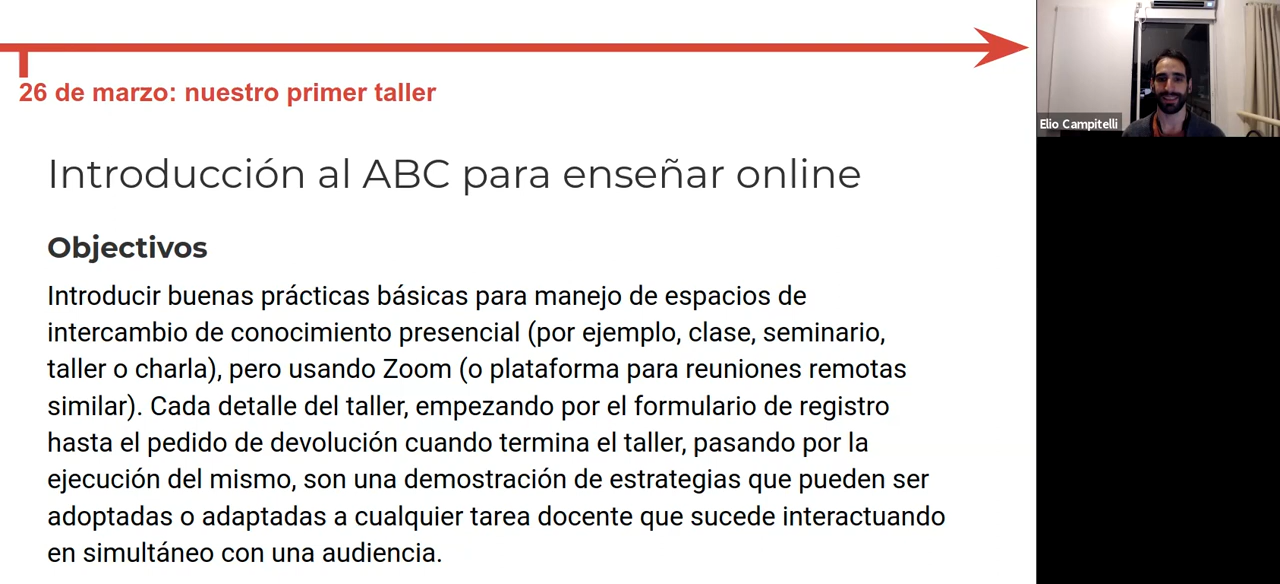 26 de marzo: nuestro primer taller
Introducción al ABC para enseñar online
Objectivos
Introducir buenas prácticas básicas para manejo de espacios de
intercambio de conocimiento presencial (por ejemplo, clase, seminario,
taller o charla), pero usando Zoom (o plataforma para reuniones remotas
similar). Cada detalle del taller, empezando por el formulario de registro
hasta el pedido de devolución cuando termina el taller, pasando por la
ejecución del mismo, son una demostración de estrategias que pueden ser
adoptadas o adaptadas a cualquier tarea docente que sucede interactuando
en simultáneo con una audiencia.
Elio Campitelli